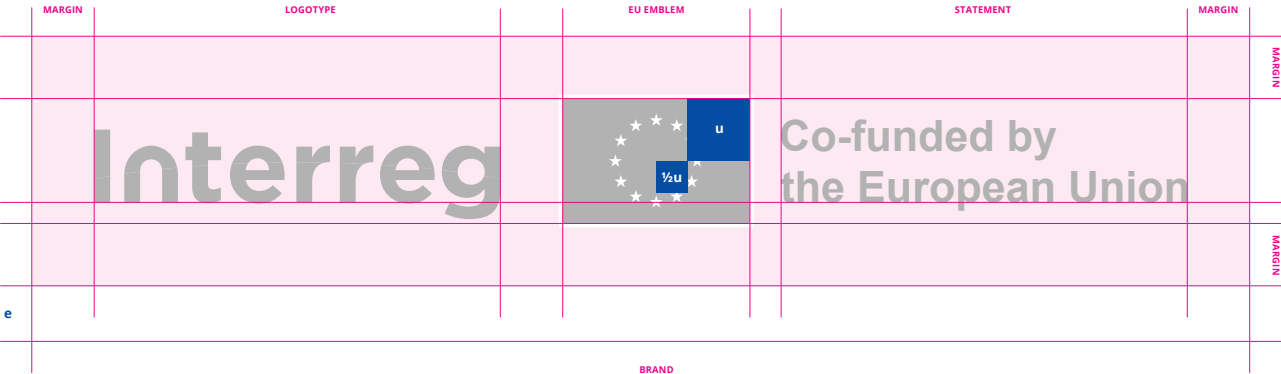 MARGIN LOGOTYPE EU EMBLEM STATEMENT MARGIN
MARGIN
Interreg
u
½u
Co-funded by
the European Union
MARGIN
e
BRAND